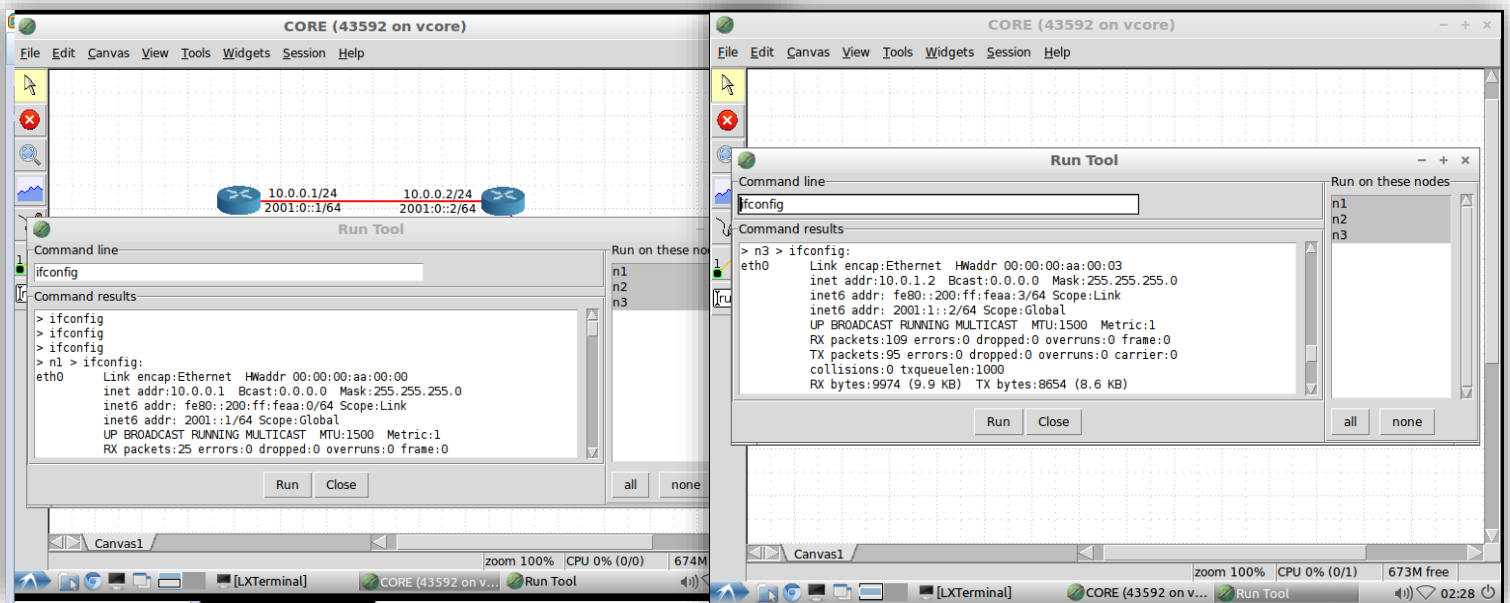 CORE (43592 on vcore)
File Edit Canvas View Tools Widgets Session Help
10.0.0.1/24
2001:0::1/64
10.0.0.2/24
2001:0::2/64
Run Tool
Command line
ifconfig
Command results
> ifconfig
> ifconfig
> ifconfig
> n1 > ifconfig:
eth0 Link encap:Ethernet HWaddr 00:00:00:aa:00:00
inet addr:10.0.0.1 Bcast:0.0.0.0 Mask:255.255.255.0
inet6 addr: fe80::200:ff:feaa:0/64 Scope:Link
inet6 addr: 2001::1/64 Scope:Global
UP BROADCAST RUNNING MULTICAST MTU:1500 Metric:1
RX packets:25 errors:0 dropped:0 overruns:0 frame:0
Run on these no
n1
n2
n3
Run Close
all none
1
Canvas1
zoom 100% CPU 0% (0/0) 674M
[LXTerminal] CORE (43592 on v... Run Tool
CORE (43592 on vcore)
File Edit Canvas View Tools Widgets Session Help
Run Tool
Command line
ifconfig
Command results
> n3 > ifconfig:
eth0 Link encap:Ethernet HWaddr 00:00:00:aa:00:03
inet addr:10.0.1.2 Bcast:0.0.0.0 Mask:255.255.255.0
inet6 addr: fe80::200:ff:feaa:3/64 Scope:Link
inet6 addr: 2001:1::2/64 Scope:Global
UP BROADCAST RUNNING MULTICAST MTU:1500 Metric:1
RX packets:109 errors:0 dropped:0 overruns:0 frame:0
TX packets:95 errors:0 dropped:0 overruns:0 carrier:0
collisions:0 txqueuelen:1000
RX bytes:9974 (9.9 KB) TX bytes:8654 (8.6 KB)
Run on these nodes
n1
n2
n3
Run Close
all none
1
ru
Canvas1
zoom 100% CPU 0% (0/1) 673M free
[LXTerminal] CORE (43592 on v... Run Tool 02:28